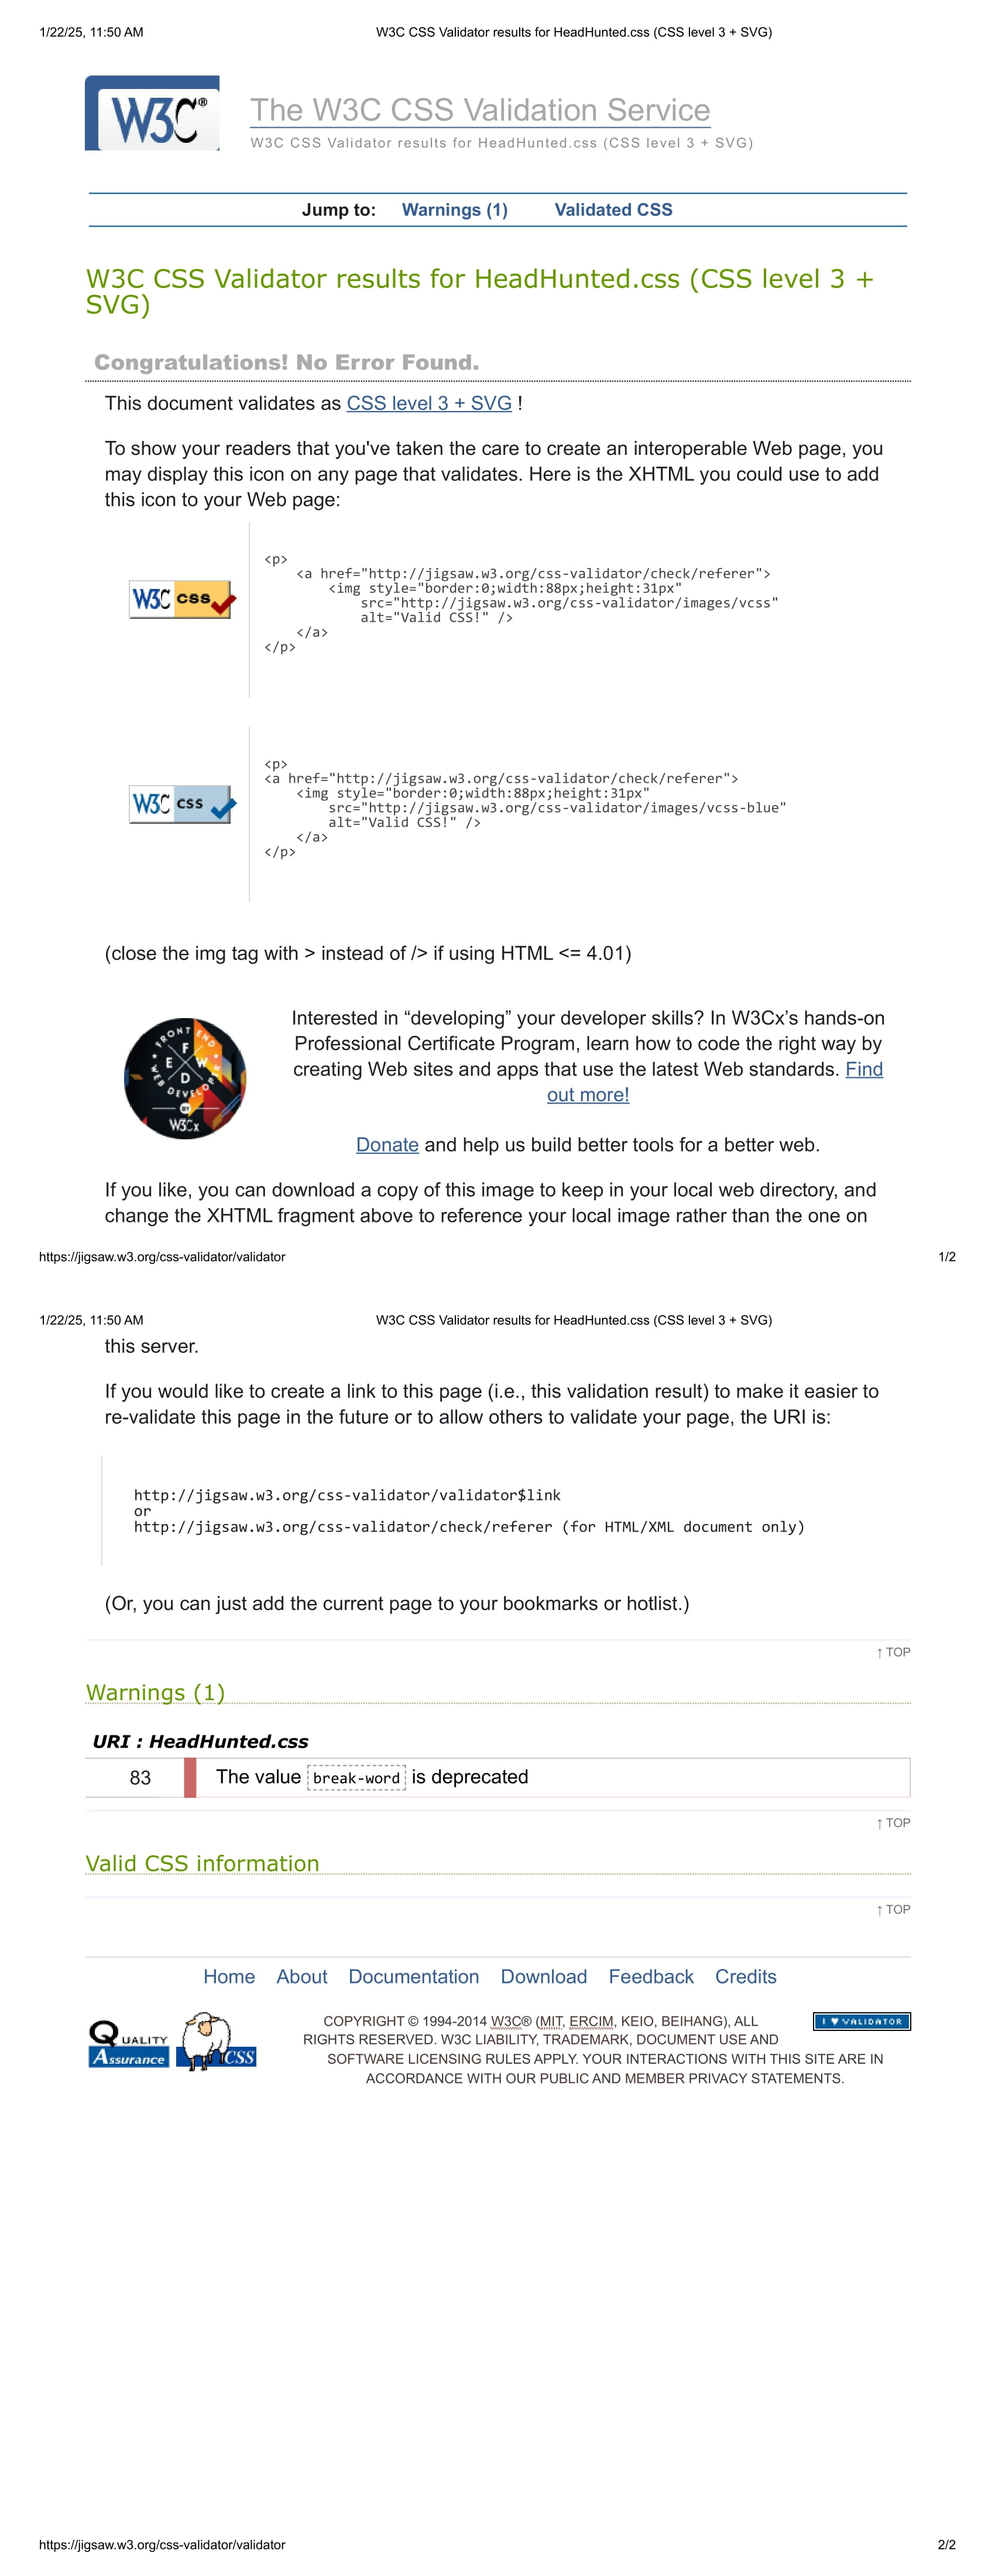 1/22/25, 11:50 AM W3C CSS Validator results for HeadHunted.css (CSS level 3 + SVG)
W3C®
The W3C CSS Validation Service
W3C CSS Validator results for HeadHunted.css (CSS level 3 + SVG)
Jump to: Warnings (1) Validated CSS
W3C CSS Validator results for HeadHunted.css (CSS level 3 +
SVG)
Congratulations! No Error Found.
This document validates as CSS level 3 + SVG !
To show your readers that you've taken the care to create an interoperable Web page, you
may display this icon on any page that validates. Here is the XHTML you could use to add
this icon to your Web page:
W3C CSS
<p>
    <a href="http://jigsaw.w3.org/css-validator/check/referer">
        <img style="border:0;width:88px;height:31px"
            src="http://jigsaw.w3.org/css-validator/images/vcss"
            alt="Valid CSS!" />
    </a>
</p>
W3C CSS
<p>
<a href="http://jigsaw.w3.org/css-validator/check/referer">
    <img style="border:0;width:88px;height:31px"
        src="http://jigsaw.w3.org/css-validator/images/vcss-blue"
        alt="Valid CSS!" />
    </a>
</p>
(close the img tag with > instead of /> if using HTML <= 4.01)
FRONT END
F
E W
D
WEB DEVELOPER
BY
W3Cx
Interested in “developing” your developer skills? In W3Cx’s hands-on
Professional Certificate Program, learn how to code the right way by
creating Web sites and apps that use the latest Web standards. Find
out more!
Donate and help us build better tools for a better web.
If you like, you can download a copy of this image to keep in your local web directory, and
change the XHTML fragment above to reference your local image rather than the one on
https://jigsaw.w3.org/css-validator/validator 1/2
1/22/25, 11:50 AM W3C CSS Validator results for HeadHunted.css (CSS level 3 + SVG)
this server.
If you would like to create a link to this page (i.e., this validation result) to make it easier to
re-validate this page in the future or to allow others to validate your page, the URI is:
http://jigsaw.w3.org/css-validator/validator$link
or
http://jigsaw.w3.org/css-validator/check/referer (for HTML/XML document only)
(Or, you can just add the current page to your bookmarks or hotlist.)
↑ TOP
Warnings (1)
URI : HeadHunted.css
83 The value break-word is deprecated
↑ TOP
Valid CSS information
↑ TOP
Home About Documentation Download Feedback Credits
QUALITY
Assurance
CSS
COPYRIGHT © 1994-2014 W3C® (MIT, ERCIM, KEIO, BEIHANG), ALL
RIGHTS RESERVED. W3C LIABILITY, TRADEMARK, DOCUMENT USE AND
SOFTWARE LICENSING RULES APPLY. YOUR INTERACTIONS WITH THIS SITE ARE IN
ACCORDANCE WITH OUR PUBLIC AND MEMBER PRIVACY STATEMENTS.
I ♥ VALIDATOR
https://jigsaw.w3.org/css-validator/validator 2/2